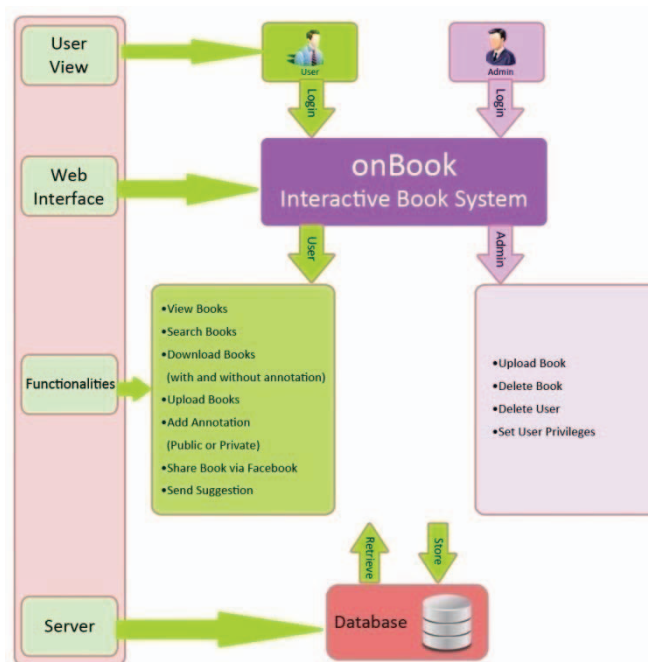 User
View
User
Admin
Login
Login
Web
Interface
onBook
Interactive Book System
User
Admin
Functionalities
•View Books
•Search Books
•Download Books
(with and without annotation)
•Upload Books
•Add Annotation
(Public or Private)
•Share Book via Facebook
•Send Suggestion
•Upload Book
•Delete Book
•Delete User
•Set User Privileges
Retrieve
Store
Server
Database